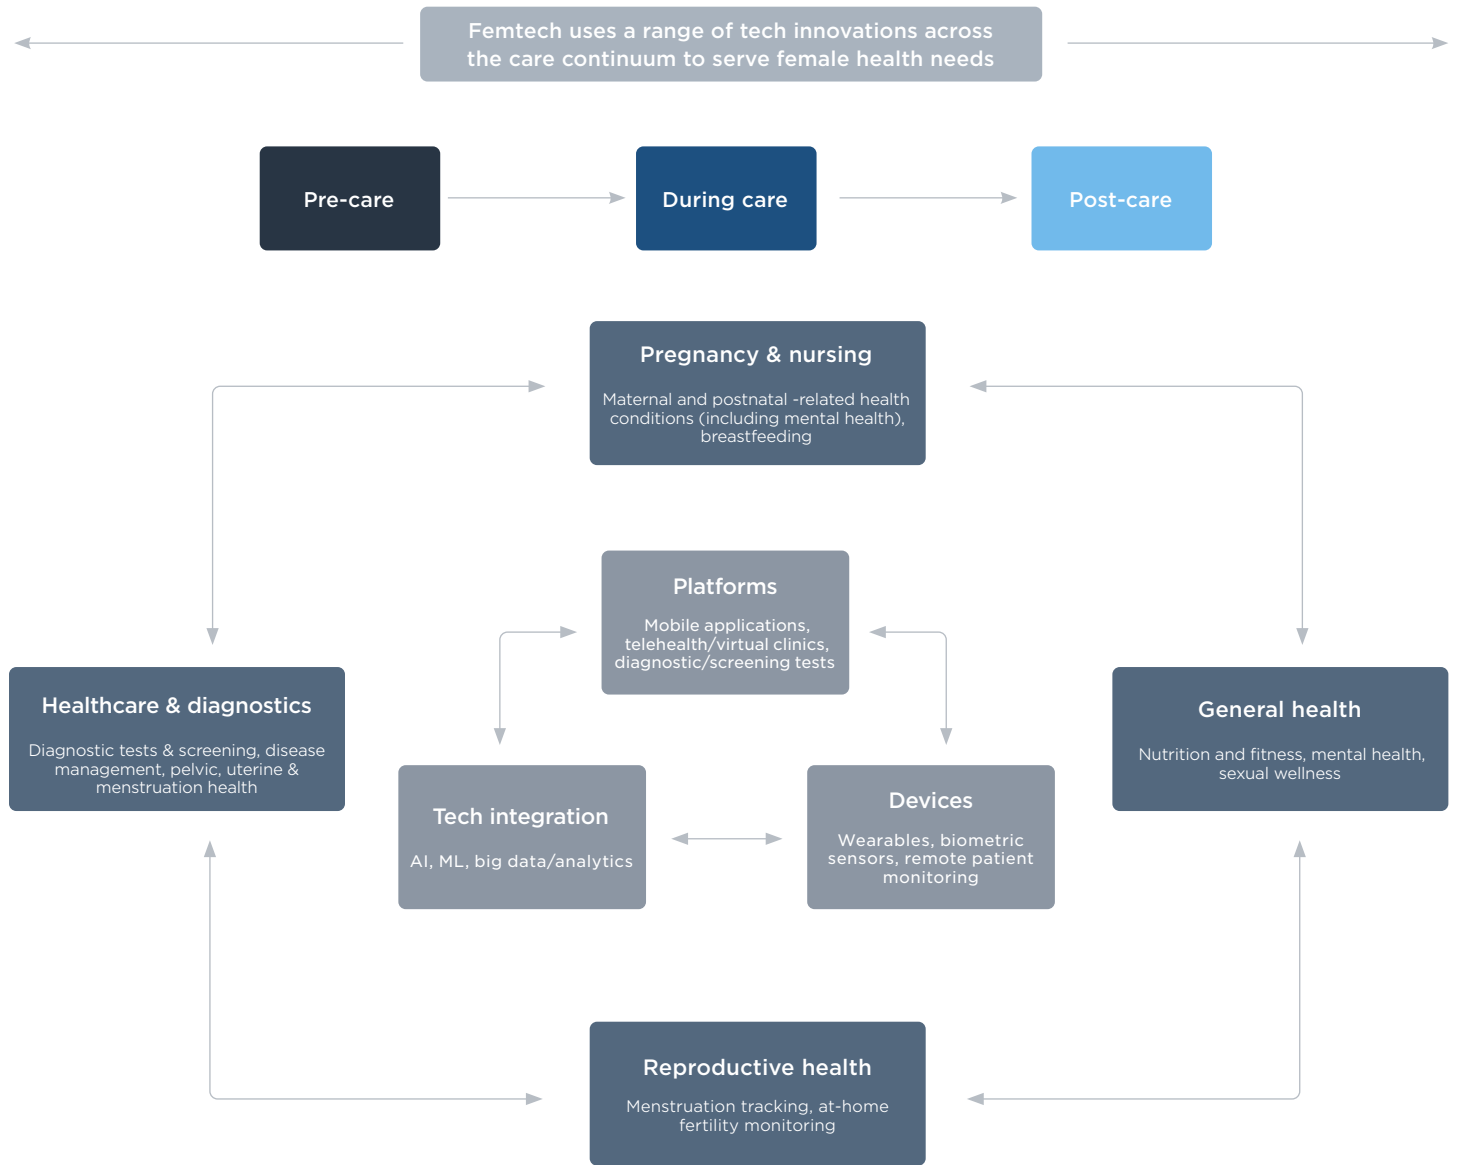 Femtech uses a range of tech innovations across
the care continuum to serve female health needs
Pre-care
During care
Post-care
Pregnancy & nursing
Maternal and postnatal -related health
conditions (including mental health),
breastfeeding
Platforms
Mobile applications,
telehealth/virtual clinics,
diagnostic/screening tests
Healthcare & diagnostics
Diagnostic tests & screening, disease
management, pelvic, uterine &
menstruation health
General health
Nutrition and fitness, mental health,
sexual wellness
Tech integration
AI, ML, big data/analytics
Devices
Wearables, biometric
sensors, remote patient
monitoring
Reproductive health
Menstruation tracking, at-home
fertility monitoring